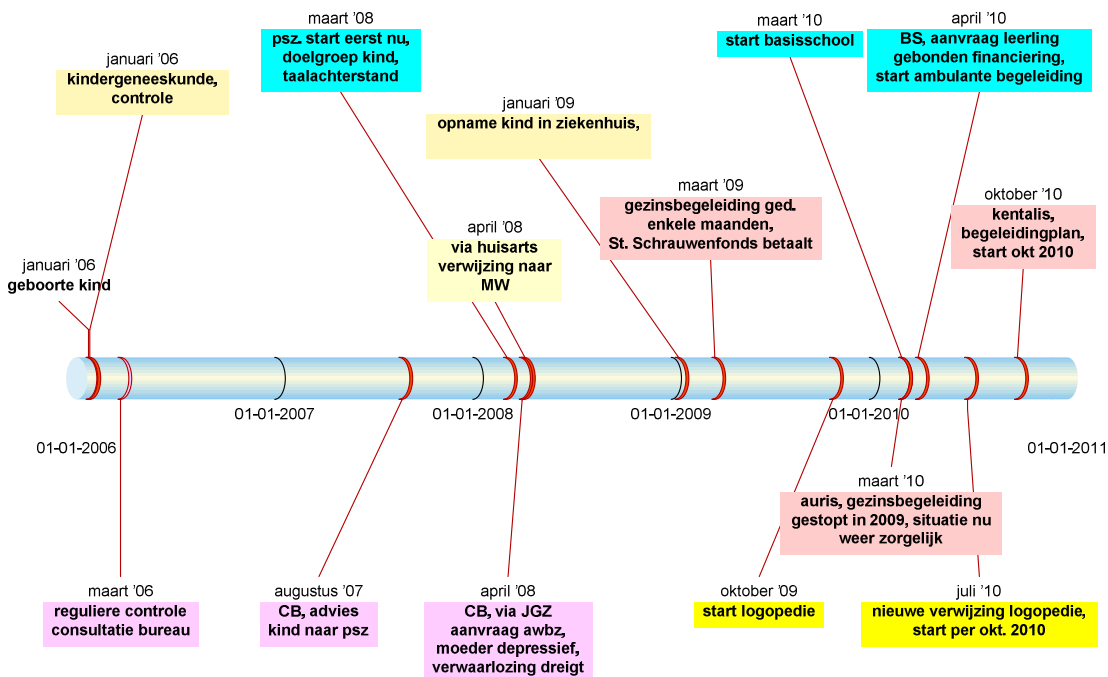 maart '08
psz. start eerst nu,
doelgroep kind,
taalachterstand
maart '10
start basisschool
april '10
BS, aanvraag leerling
gebonden financiering,
start ambulante begeleiding
januari '06
kindergeneeskunde,
controle
januari '09
opname kind in ziekenhuis,
maart '09
gezinsbegeleiding ged.
enkele maanden,
St. Schrauwenfonds betaalt
oktober '10
kentalis,
begeleidingplan,
start okt 2010
april '08
via huisarts
verwijzing naar
MW
januari '06
geboorte kind
01-01-2007
01-01-2008
01-01-2009
01-01-2010
01-01-2006
01-01-2011
maart '10
auris, gezinsbegeleiding
gestopt in 2009, situatie nu
weer zorgelijk
maart '06
reguliere controle
consultatie bureau
augustus '07
CB, advies
kind naar psz
april '08
CB, via JGZ
aanvraag awbz,
moeder depressief,
verwaarlozing dreigt
oktober '09
start logopedie
juli '10
nieuwe verwijzing logopedie,
start per okt. 2010